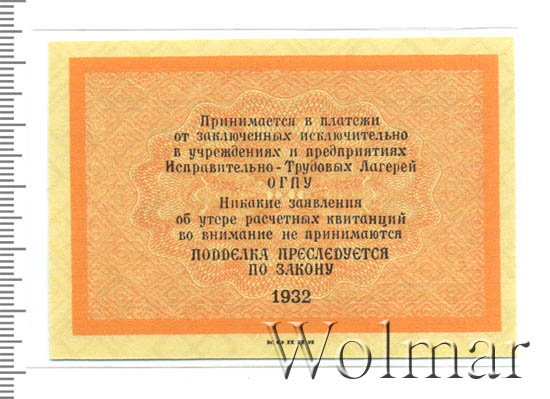 Принимается в платежи
от заключенных исключительно
в учреждениях и предприятиях
Исправительно-Трудовых Лагерей
ОГПУ
Никакие заявления
об утере расчетных квитанций
во внимание не принимаются
ПОДДЕЛКА ПРЕСЛЕДУЕТСЯ
ПО ЗАКОНУ
1932
КОПИЯ
Wolmar